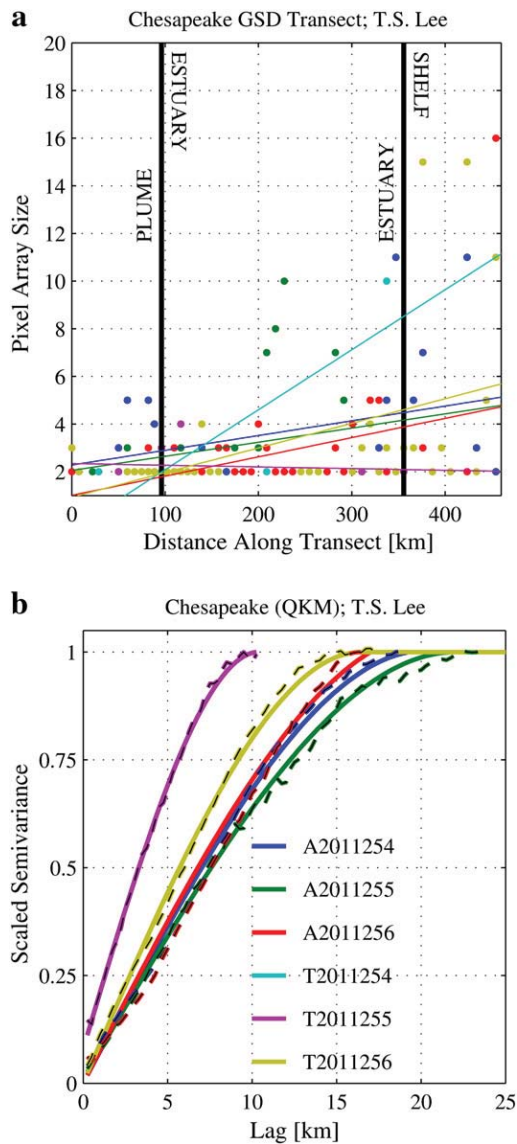 a
Chesapeake GSD Transect; T.S. Lee
20
18
16
14
12
10
8
6
4
2
Pixel Array Size
PLUME
ESTUARY
ESTUARY
SHELF
0
100
200
300
400
Distance Along Transect [km]
b
Chesapeake (QKM); T.S. Lee
1
0.75
0.5
0.25
0
Scaled Semivariance
A2011254
A2011255
A2011256
T2011254
T2011255
T2011256
0
5
10
15
20
25
Lag [km]